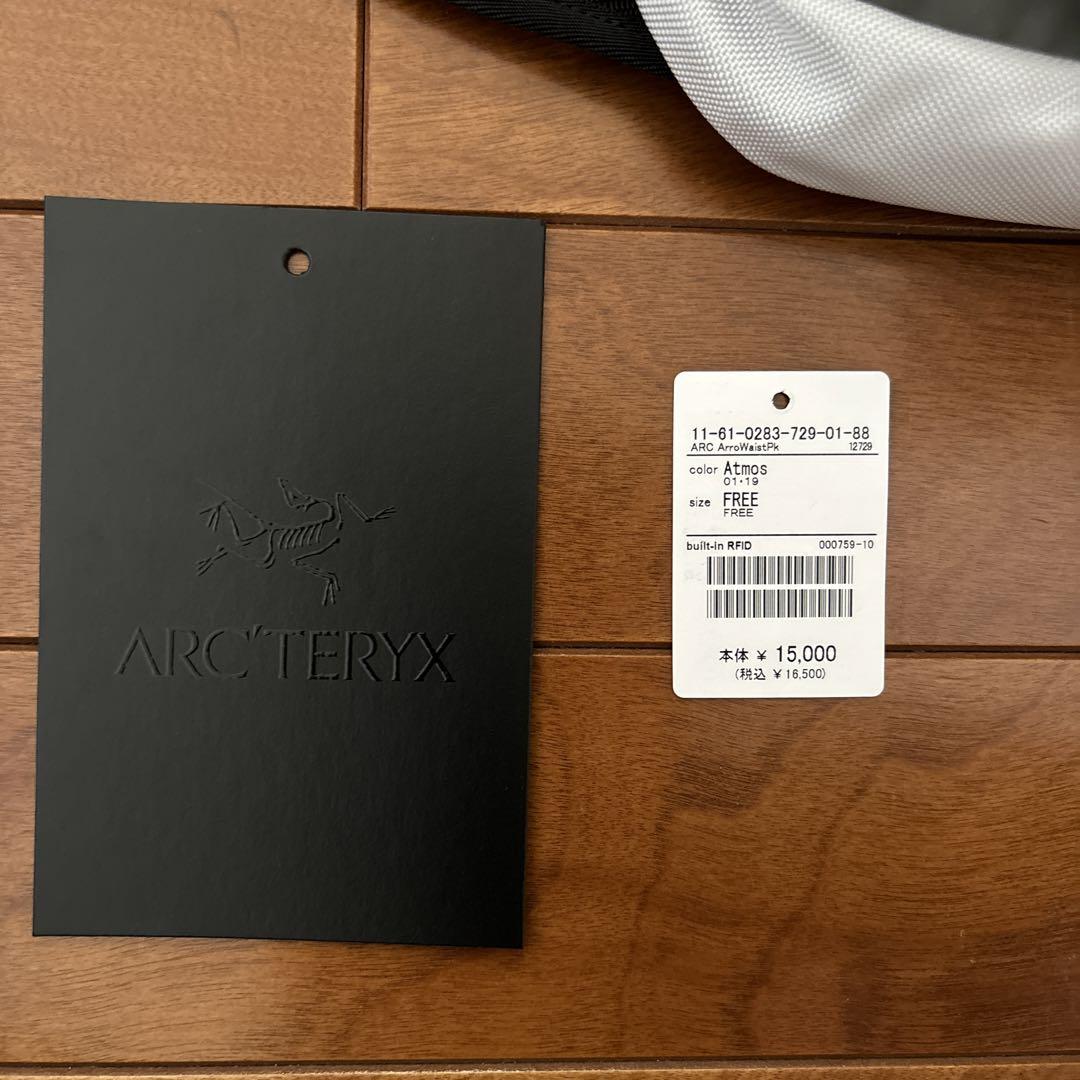 ARC'TERYX
11-61-0283-729-01-88
ARC ArroWaistPk 12729
color Atmos
01・19
size FREE
FREE
built-in RFID 000759-10
本体 ¥ 15,000
(税込 ¥16,500)